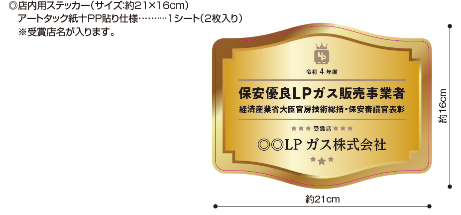 ◎店内用ステッカー（サイズ：約21×16cm）
アートタック紙＋PP貼り仕様………1シート（2枚入り）
※受賞店名が入ります。
LP
令和4年度
保安優良LPガス販売事業者
経済産業省大臣官房技術総括・保安審議官表彰
★★★ 受賞店 ★★★
◎◎LPガス株式会社
★★★
約16cm
約21cm